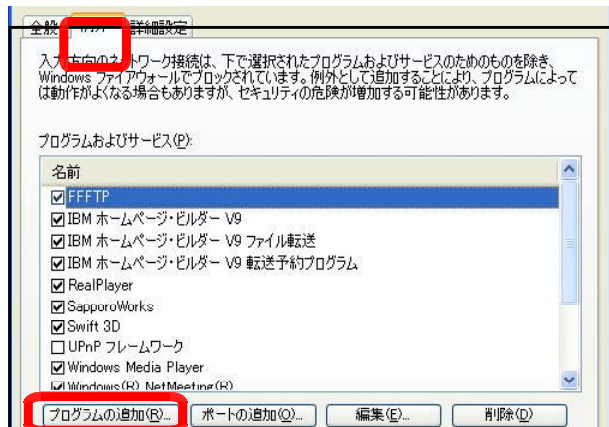 全般 例外 詳細設定
入力方向のネットワーク接続は、下で選択されたプログラムおよびサービスのためのものを除き、
Windows ファイアウォールでブロックされています。例外として追加することにより、プログラムによって
は動作がよくなる場合もありますが、セキュリティの危険が増加する可能性があります。
プログラムおよびサービス(P):
名前
FFFTP
IBM ホームページ・ビルダー V9
IBM ホームページ・ビルダー V9 ファイル転送
IBM ホームページ・ビルダー V9 転送予約プログラム
RealPlayer
SapporoWorks
Swift 3D
UPnP フレームワーク
Windows Media Player
Windows(R) NetMeeting(R)
プログラムの追加(R)... ポートの追加(O)... 編集(E)... 削除(D)